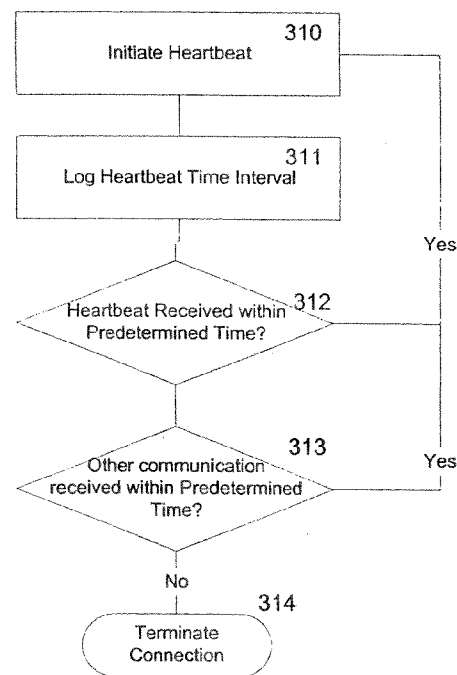 310
Initiate Heartbeat
311
Log Heartbeat Time Interval
Yes
312
Heartbeat Received within
Predetermined Time?
313
Other communication
received within Predetermined
Time?
Yes
No
314
Terminate
Connection